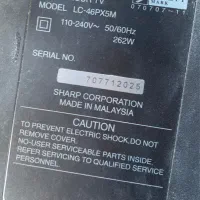 TV
MODEL LC-46PX5M
110-240V~ 50/60Hz
262W
SERIAL NO.
707712025
SHARP CORPORATION
MADE IN MALAYSIA
CAUTION
TO PREVENT ELECTRIC SHOCK,DO NOT
REMOVE COVER.
NO-USER SERVICEABLE PARTS INSIDE.
REFER SERVICING TO QUALIFIED SERVICE
PERSONNEL.